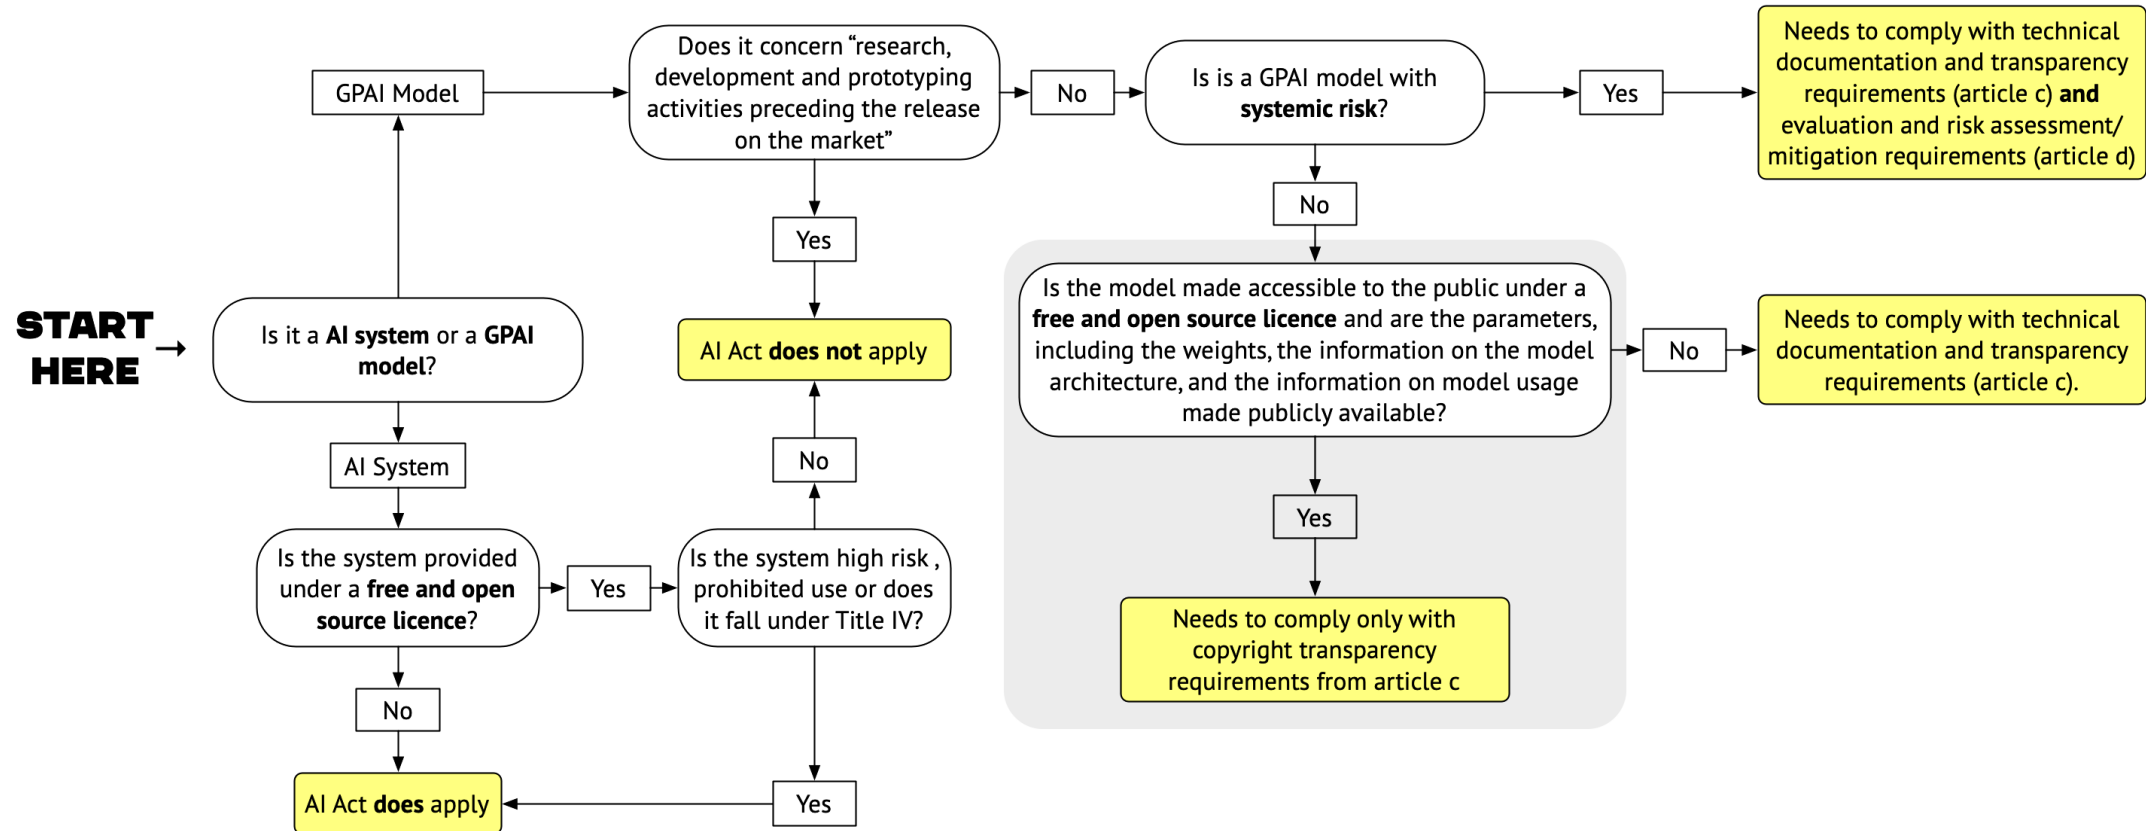 START
HERE
Is it a AI system or a GPAI
model?
GPAI Model
Does it concern “research,
development and prototyping
activities preceding the release
on the market”
No
Is is a GPAI model with
systemic risk?
Yes
Needs to comply with technical
documentation and transparency
requirements (article c) and
evaluation and risk assessment/
mitigation requirements (article d)
Yes
AI Act does not apply
No
Is the model made accessible to the public under a
free and open source licence and are the parameters,
including the weights, the information on the model
architecture, and the information on model usage
made publicly available?
No
Needs to comply with technical
documentation and transparency
requirements (article c).
Yes
Needs to comply only with
copyright transparency
requirements from article c
AI System
Is the system provided
under a free and open
source licence?
Yes
Is the system high risk ,
prohibited use or does
it fall under Title IV?
No
No
AI Act does apply
Yes